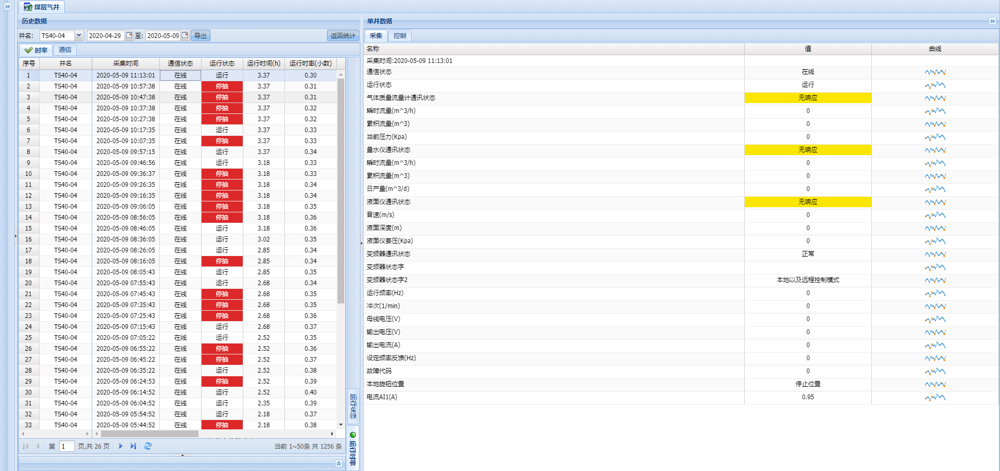 煤层气井
历史数据
井名: TS40-04 2020-04-29 至: 2020-05-09 导出 返回统计
时率 通信
序号 井名 采集时间 通信状态 运行状态 运行时间(h) 运行时率(小数)
1 TS40-04 2020-05-09 11:13:01 在线 运行 3.37 0.30
2 TS40-04 2020-05-09 10:57:38 在线 停抽 3.37 0.31
3 TS40-04 2020-05-09 10:47:38 在线 停抽 3.37 0.31
4 TS40-04 2020-05-09 10:37:38 在线 停抽 3.37 0.32
5 TS40-04 2020-05-09 10:27:38 在线 停抽 3.37 0.32
6 TS40-04 2020-05-09 10:17:35 在线 运行 3.37 0.33
7 TS40-04 2020-05-09 10:07:35 在线 停抽 3.37 0.33
8 TS40-04 2020-05-09 09:57:15 在线 运行 3.37 0.34
9 TS40-04 2020-05-09 09:46:56 在线 运行 3.18 0.33
10 TS40-04 2020-05-09 09:36:37 在线 停抽 3.18 0.33
11 TS40-04 2020-05-09 09:26:35 在线 停抽 3.18 0.34
12 TS40-04 2020-05-09 09:16:35 在线 停抽 3.18 0.34
13 TS40-04 2020-05-09 09:06:05 在线 停抽 3.18 0.35
14 TS40-04 2020-05-09 08:56:05 在线 停抽 3.18 0.36
15 TS40-04 2020-05-09 08:46:05 在线 运行 3.18 0.36
16 TS40-04 2020-05-09 08:36:05 在线 运行 3.02 0.35
17 TS40-04 2020-05-09 08:26:05 在线 运行 2.85 0.34
18 TS40-04 2020-05-09 08:16:05 在线 停抽 2.85 0.34
19 TS40-04 2020-05-09 08:05:43 在线 运行 2.85 0.35
20 TS40-04 2020-05-09 07:55:43 在线 运行 2.68 0.34
21 TS40-04 2020-05-09 07:45:43 在线 停抽 2.68 0.35
22 TS40-04 2020-05-09 07:35:43 在线 停抽 2.68 0.35
23 TS40-04 2020-05-09 07:25:43 在线 停抽 2.68 0.36
24 TS40-04 2020-05-09 07:15:43 在线 运行 2.68 0.37
25 TS40-04 2020-05-09 07:05:22 在线 运行 2.52 0.35
26 TS40-04 2020-05-09 06:55:22 在线 停抽 2.52 0.36
27 TS40-04 2020-05-09 06:45:22 在线 停抽 2.52 0.37
28 TS40-04 2020-05-09 06:35:22 在线 运行 2.52 0.38
29 TS40-04 2020-05-09 06:24:53 在线 停抽 2.52 0.39
30 TS40-04 2020-05-09 06:14:52 在线 运行 2.52 0.40
31 TS40-04 2020-05-09 06:04:52 在线 运行 2.35 0.39
32 TS40-04 2020-05-09 05:54:52 在线 运行 2.18 0.37
33 TS40-04 2020-05-09 05:44:52 在线 停抽 2.18 0.38
第 1 页,共 26 页 当前 1~50条 共 1256 条
运行状态
运行时率
单井数据
采集 控制
名称 值 曲线
采集时间:2020-05-09 11:13:01
通信状态 在线
运行状态 运行
气体质量流量计通讯状态 无响应
瞬时流量(m^3/h) 0
累积流量(m^3) 0
当前压力(Kpa) 0
量水仪通讯状态 无响应
瞬时流量(m^3/h) 0
累积流量(m^3) 0
日产量(m^3/d) 0
液面仪通讯状态 无响应
音速(m/s) 0
液面深度(m) 0
液面仪套压(Kpa) 0
变频器通讯状态 正常
变频器状态字
变频器状态字2 本地以及远程控制模式
运行频率(Hz) 0
冲次(1/min) 0
母线电压(V) 0
输出电压(V) 0
输出电流(A) 0
设定频率反馈(Hz) 0
故障代码 0
本地旋钮位置 停止位置
电流AI1(A) 0.95